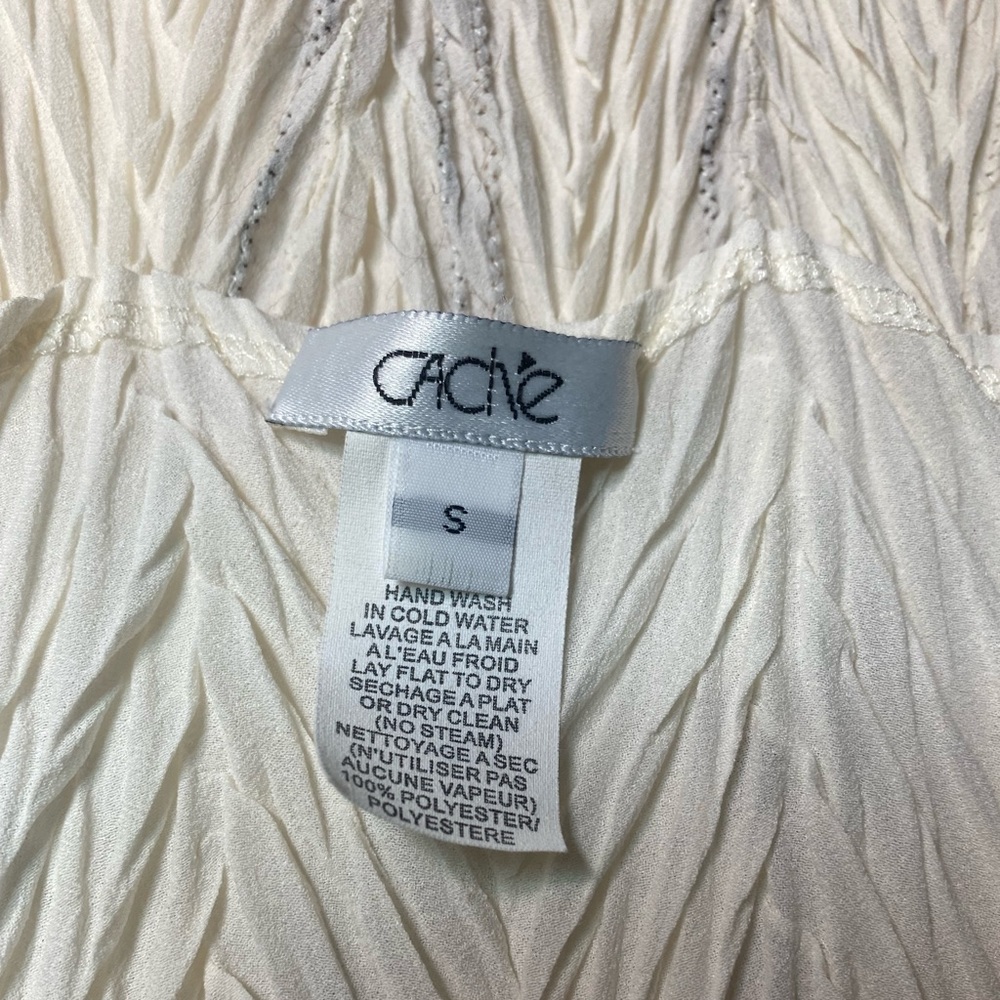 CAChé
S
HAND WASH
IN COLD WATER
LAVAGE A LA MAIN
A L'EAU FROID
LAY FLAT TO DRY
SECHAGE A PLAT
OR DRY CLEAN
(NO STEAM)
NETTOYAGE A SEC
(N'UTILISER PAS
AUCUNE VAPEUR)
100% POLYESTER/
POLYESTERE